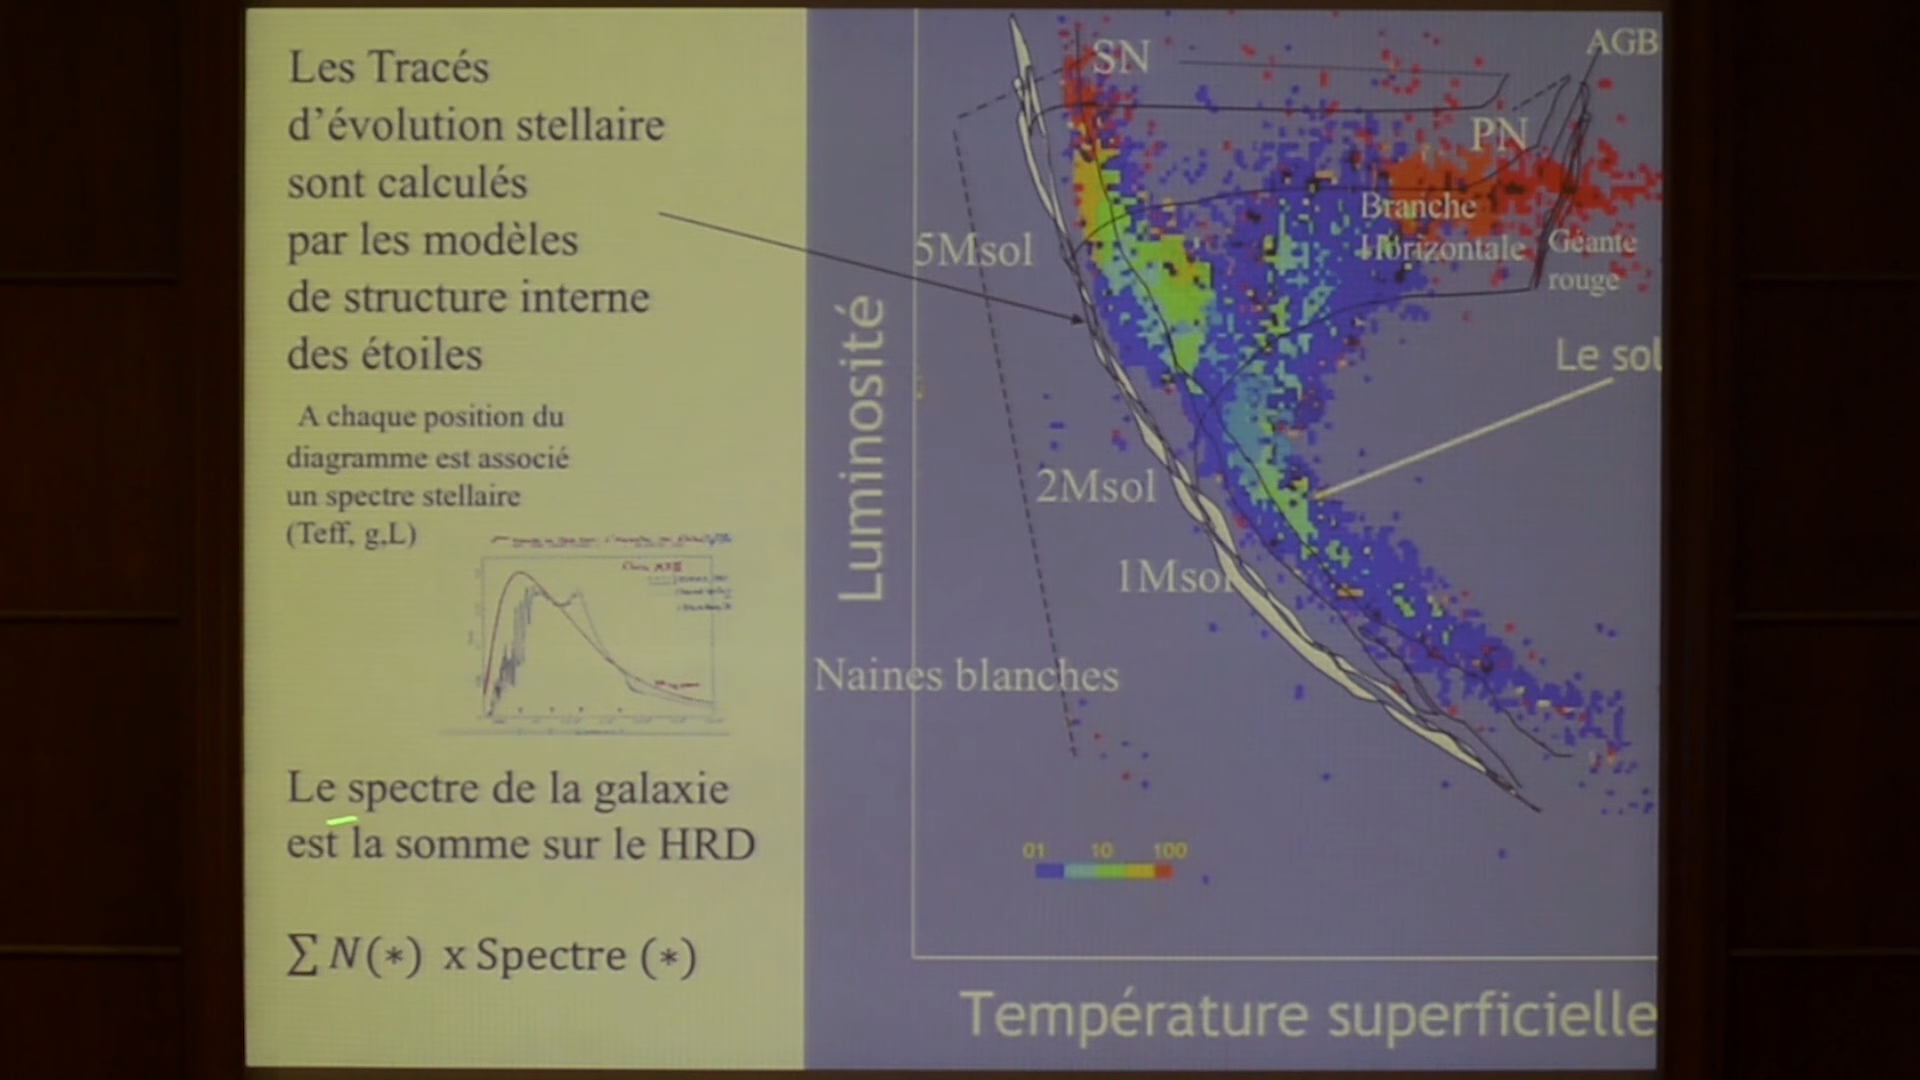 Les Tracés
d'évolution stellaire
sont calculés
par les modèles
de structure interne
des étoiles
A chaque position du
diagramme est associé
un spectre stellaire
(Teff, g,L)
Le spectre de la galaxie
est la somme sur le HRD
∑ N(*) x Spectre (*)
SN
AGB
PN
Branche
Horizontale
Géante
rouge
5Msol
Le sol
Luminosité
2Msol
1Msol
Naines blanches
01 10 100
Température superficielle